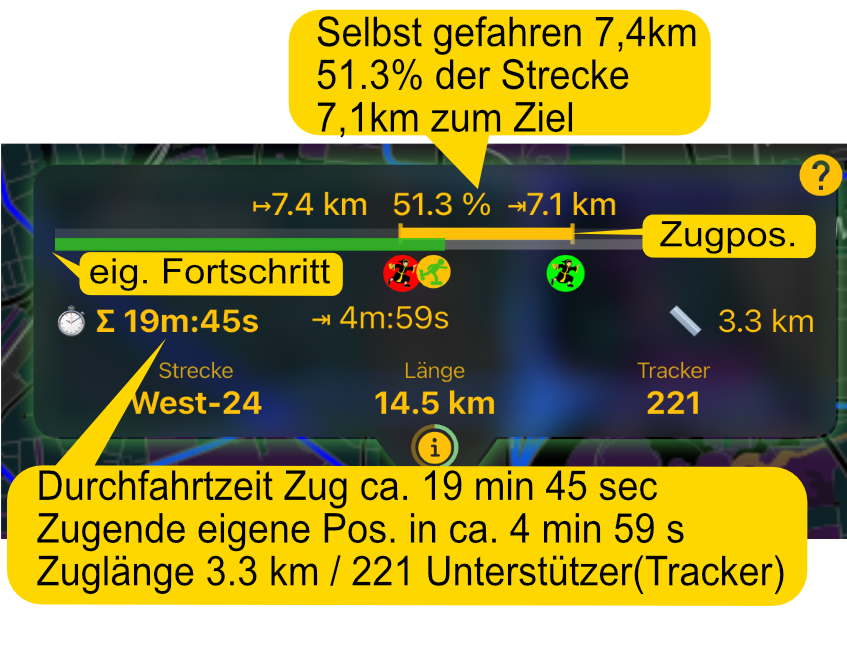 Selbst gefahren 7,4km
51.3% der Strecke
7,1km zum Ziel
?
↦7.4 km 51.3 % ⇥7.1 km
Zugpos.
eig. Fortschritt
Σ 19m:45s ⇥ 4m:59s 3.3 km
Strecke Länge Tracker
West-24 14.5 km 221
i
Durchfahrtzeit Zug ca. 19 min 45 sec
Zugende eigene Pos. in ca. 4 min 59 s
Zuglänge 3.3 km / 221 Unterstützer(Tracker)